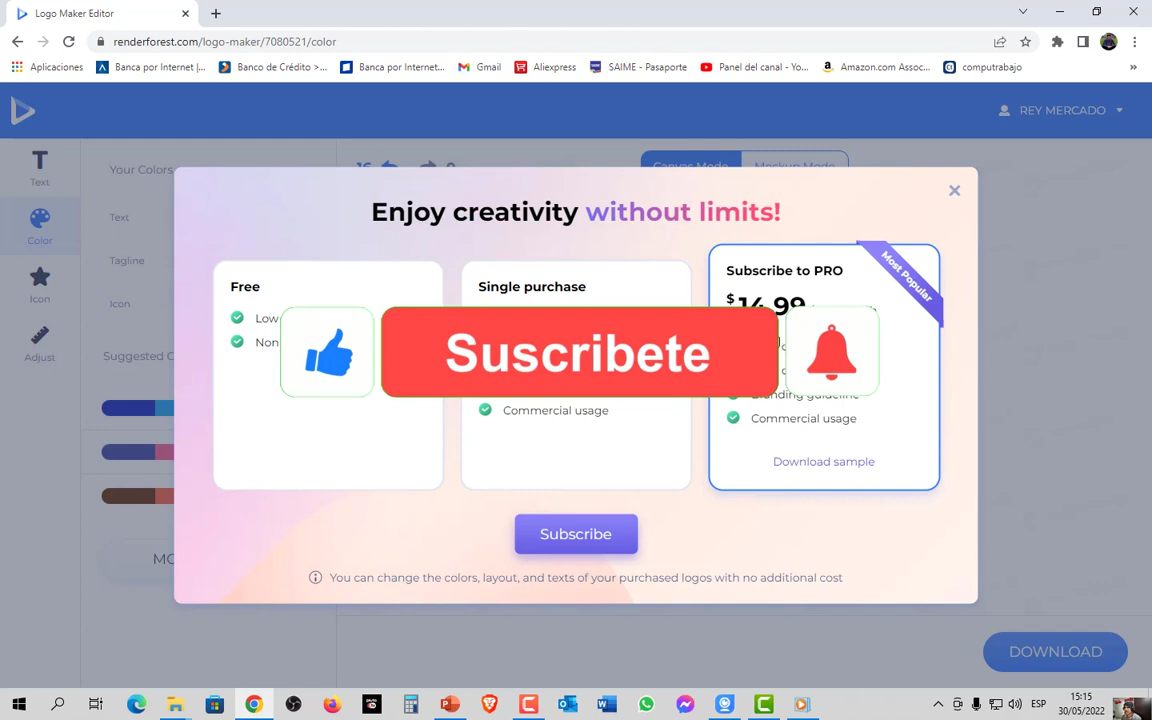 Logo Maker Editor
renderforest.com/logo-maker/7080521/color
Aplicaciones
Banca por Internet |...
Banco de Crédito >...
Banca por Internet...
Gmail
Aliexpress
SAIME - Pasaporte
Panel del canal - Yo...
Amazon.com Assoc...
computrabajo
REY MERCADO
Text
Color
Icon
Adjust
Your Colors
Text
Tagline
Icon
Canvas Mode
Mockup Mode
Enjoy creativity without limits!
Free
Low
Non
Single purchase
Commercial usage
Subscribe to PRO
Most Popular
$14.99
Suscribete
Branding guideline
Commercial usage
Download sample
Subscribe
You can change the colors, layout, and texts of your purchased logos with no additional cost
DOWNLOAD
ESP
15:15
30/05/2022